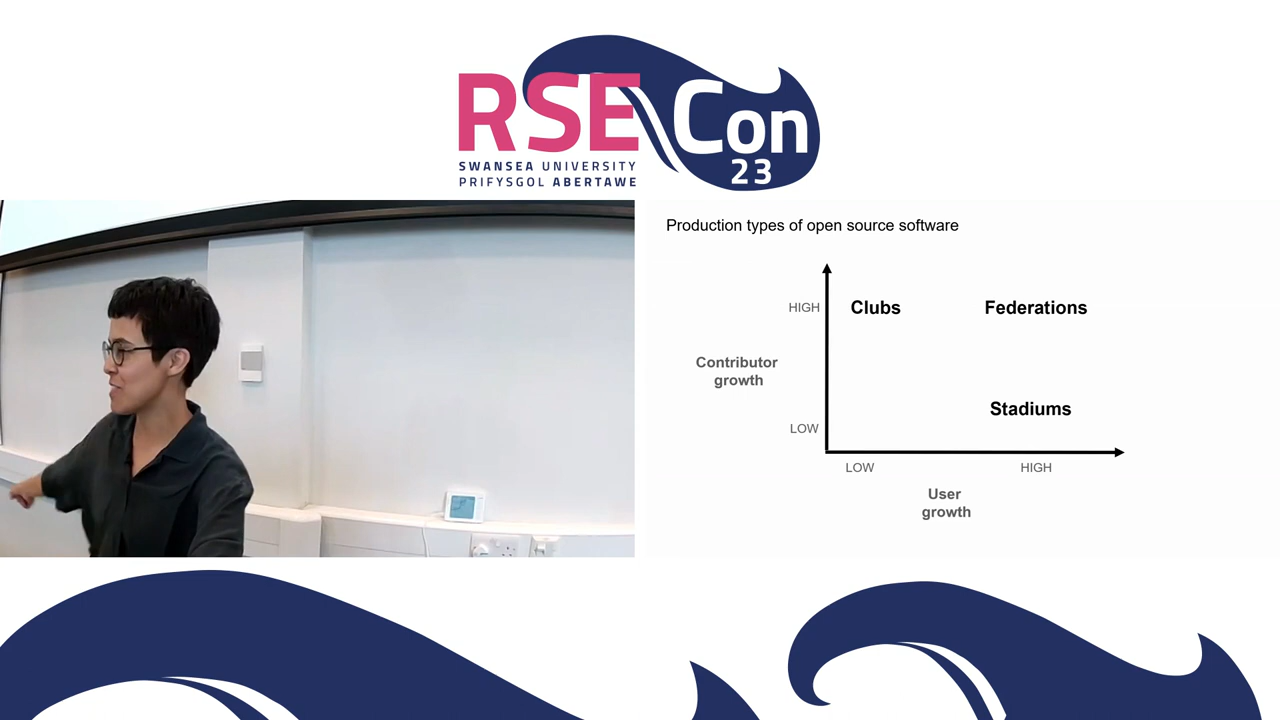 RSE Con
SWANSEA UNIVERSITY
PRIFYSGOL ABERTAWE
23
Production types of open source software
HIGH
Clubs
Federations
Contributor
growth
Stadiums
LOW
LOW
HIGH
User
growth